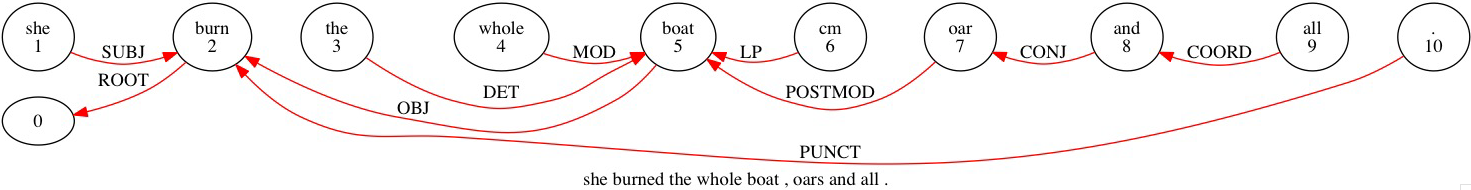 she burn the whole boat cm oar and all .
1 SUBJ 2 3 4 MOD 5 LP 6 7 CONJ 8 COORD 9 10
ROOT DET POSTMOD
0 OBJ
PUNCT
she burned the whole boat , oars and all .